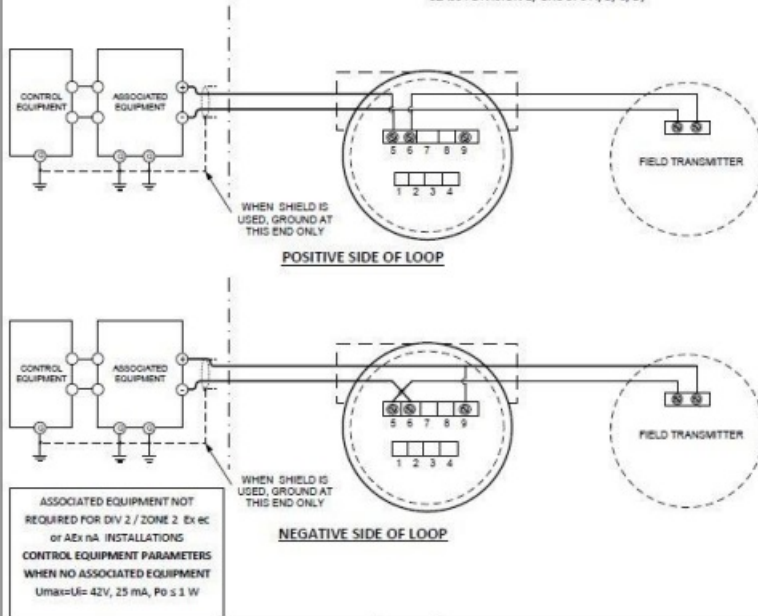 CONTROL
EQUIPMENT
ASSOCIATED
EQUIPMENT
+
-
5 6 7 8 9
1 2 3 4
FIELD TRANSMITTER
WHEN SHIELD IS
USED, GROUND AT
THIS END ONLY
POSITIVE SIDE OF LOOP
CONTROL
EQUIPMENT
ASSOCIATED
EQUIPMENT
+
-
5 6 7 8 9
1 2 3 4
FIELD TRANSMITTER
WHEN SHIELD IS
USED, GROUND AT
THIS END ONLY
NEGATIVE SIDE OF LOOP
ASSOCIATED EQUIPMENT NOT
REQUIRED FOR DIV 2 / ZONE 2 Ex ec
or AEx nA INSTALLATIONS
CONTROL EQUIPMENT PARAMETERS
WHEN NO ASSOCIATED EQUIPMENT
Umax=Ui= 42V, 25 mA, Po ≤ 1 W